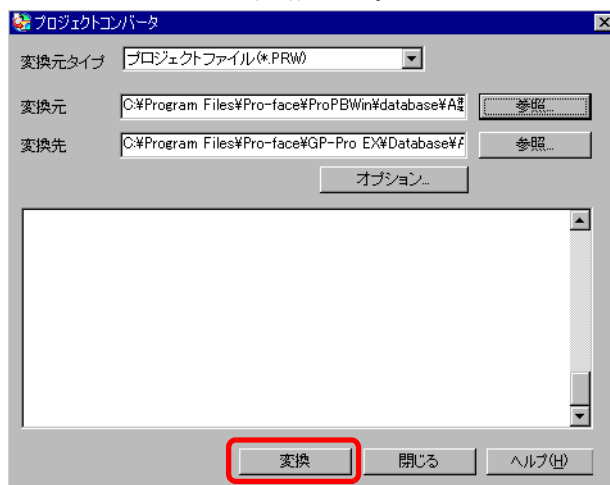 プロジェクトコンバータ
変換元タイプ プロジェクトファイル(*.PRW)
変換元 C:¥Program Files¥Pro-face¥ProPBWin¥database¥A 参照...
変換先 C:¥Program Files¥Pro-face¥GP-Pro EX¥Database¥ 参照...
オプション...
変換 閉じる ヘルプ(H)